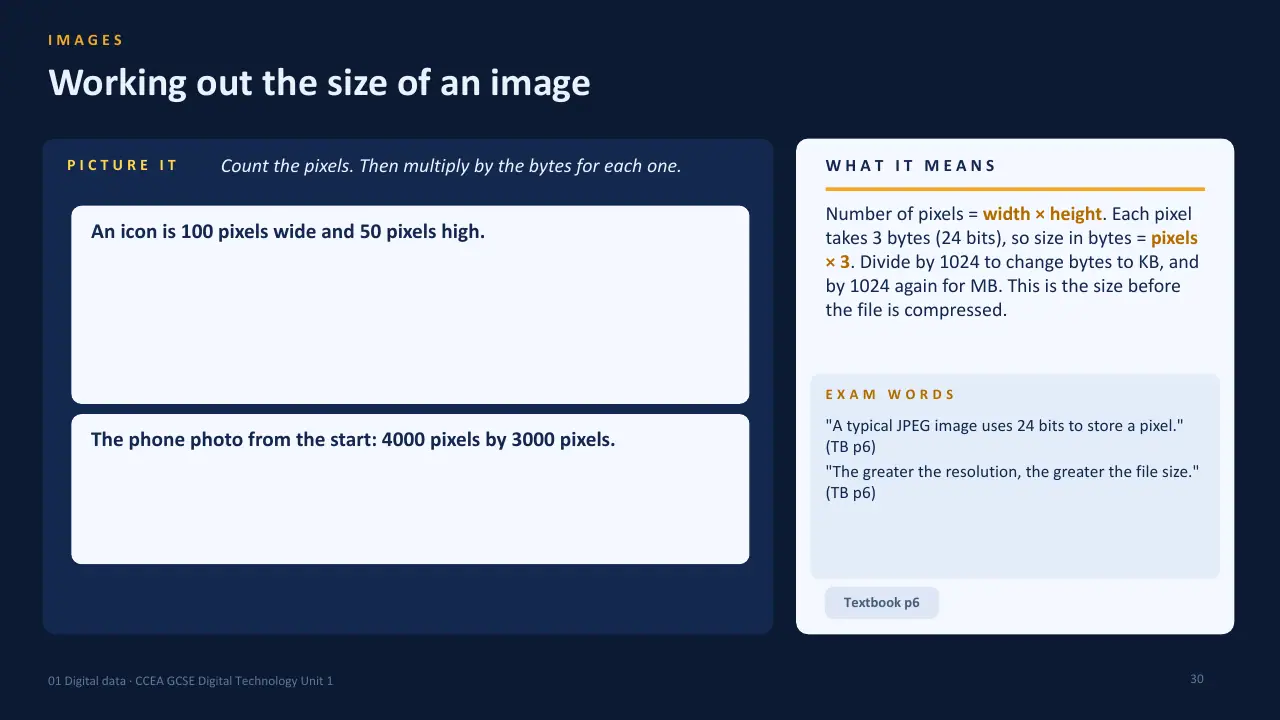 IMAGES
Working out the size of an image
PICTURE IT
Count the pixels. Then multiply by the bytes for each one.
An icon is 100 pixels wide and 50 pixels high.
The phone photo from the start: 4000 pixels by 3000 pixels.
WHAT IT MEANS
Number of pixels = width × height. Each pixel
takes 3 bytes (24 bits), so size in bytes = pixels
× 3. Divide by 1024 to change bytes to KB, and
by 1024 again for MB. This is the size before
the file is compressed.
EXAM WORDS
"A typical JPEG image uses 24 bits to store a pixel."
(TB p6)
"The greater the resolution, the greater the file size."
(TB p6)
Textbook p6
01 Digital data · CCEA GCSE Digital Technology Unit 1
30